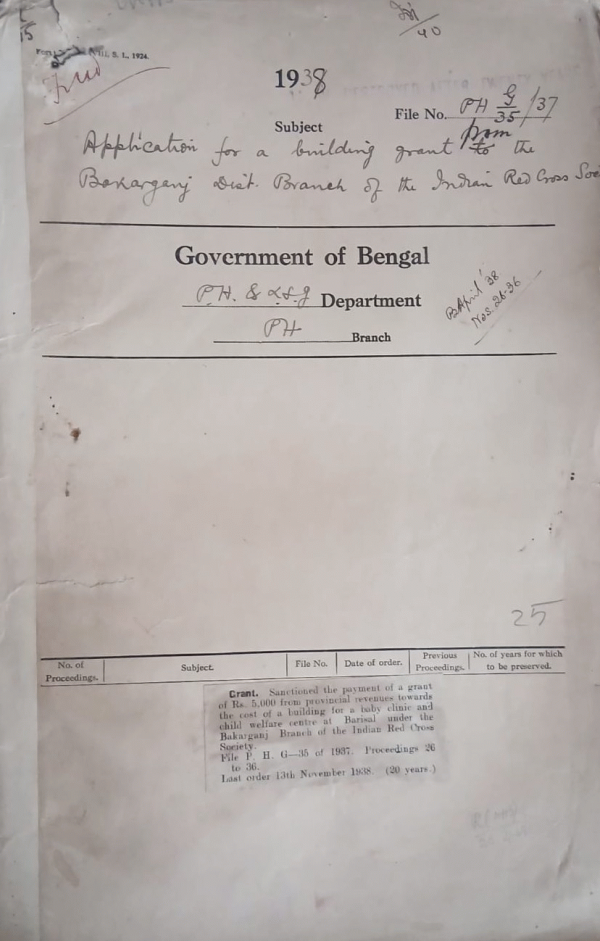 40
15
S. L., 1924.
1938
File No. PH G/35/37
Subject
Application for a building grant from to the
Bakarganj Dist. Branch of the Indian Red Cross Soci
Government of Bengal
P.H. & L.S.G Department
PH Branch
B April '38
Nos. 26-36
25
No. of Proceedings. Subject. File No. Date of order. Previous Proceedings. No. of years for which to be preserved.
Grant. Sanctioned the payment of a grant
of Rs. 5,000 from provincial revenues towards
the cost of a building for a baby clinic and
child welfare centre at Barisal under the
Bakarganj Branch of the Indian Red Cross
Society.
File P. H. G—35 of 1937. Proceedings 26
to 36.
Last order 13th November 1938. (20 years.)